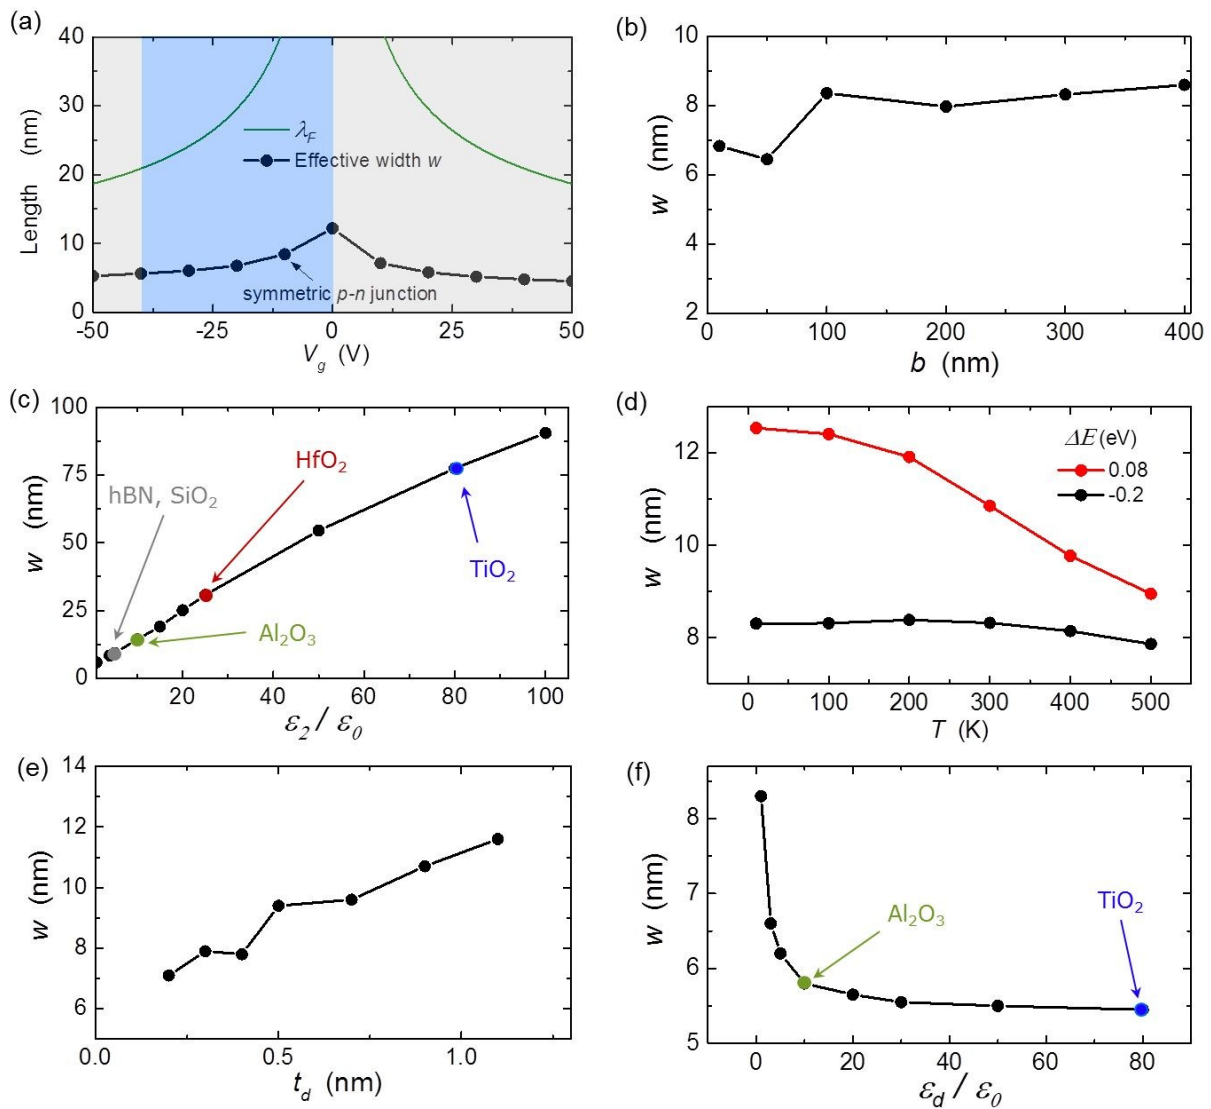 (a)
40
30
20
10
0
Length (nm)
λF
Effective width w
symmetric p-n junction
-50
-25
0
25
50
Vg (V)
(b)
10
8
6
4
2
w (nm)
0
100
200
300
400
b (nm)
(c)
100
75
50
25
0
w (nm)
hBN, SiO2
HfO2
Al2O3
TiO2
20
40
60
80
100
ε2 / ε0
(d)
12
10
8
w (nm)
ΔE (eV)
0.08
-0.2
0
100
200
300
400
500
T (K)
(e)
14
12
10
8
6
w (nm)
0.0
0.5
1.0
td (nm)
(f)
8
7
6
5
w (nm)
Al2O3
TiO2
0
20
40
60
80
εd / ε0